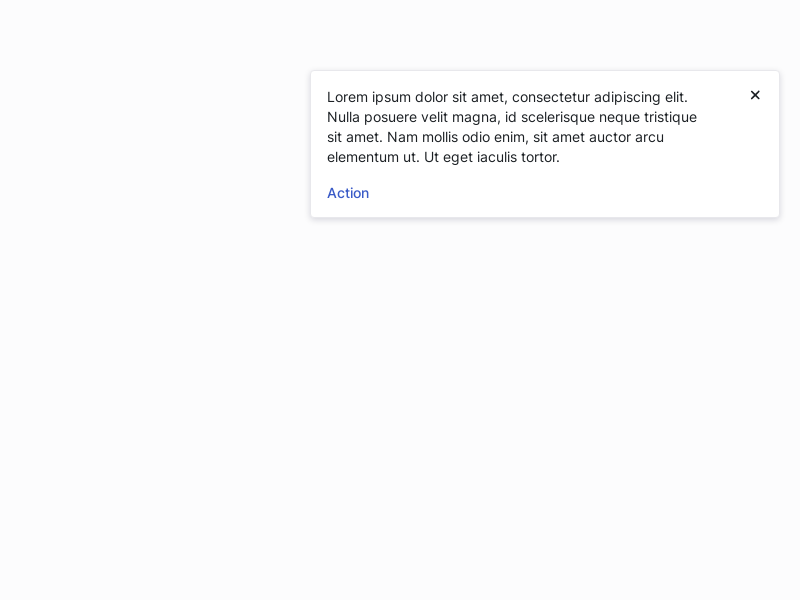 Lorem ipsum dolor sit amet, consectetur adipiscing elit.
Nulla posuere velit magna, id scelerisque neque tristique
sit amet. Nam mollis odio enim, sit amet auctor arcu
elementum ut. Ut eget iaculis tortor.
Action